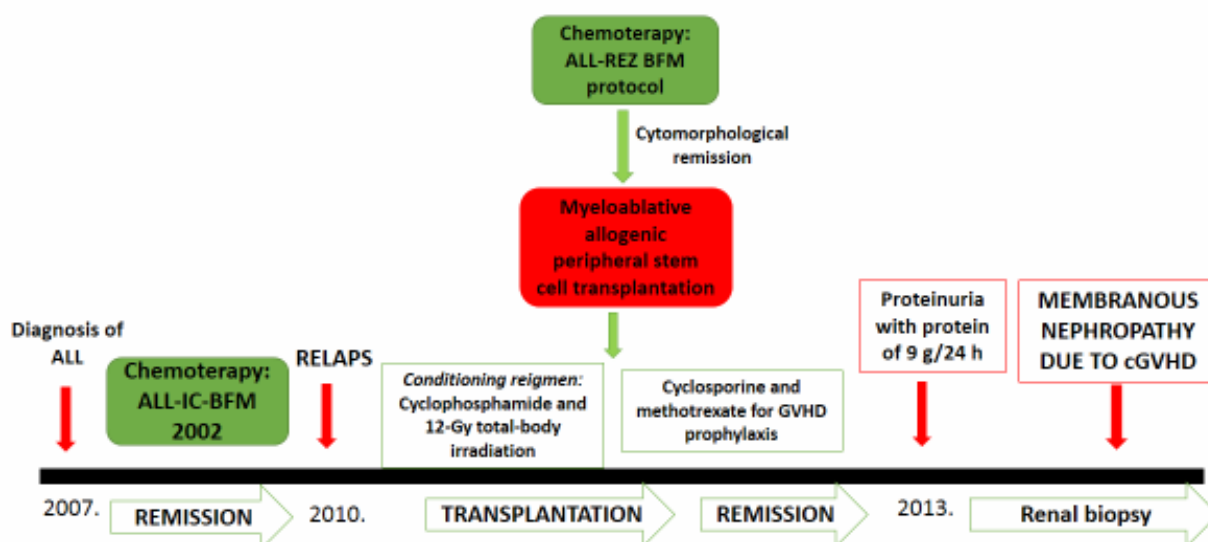 Chemoterapy:
ALL-REZ BFM
protocol
Cytomorphological
remission
Myeloablative
allogenic
peripheral stem
cell transplantation
Diagnosis of
ALL
Chemoterapy:
ALL-IC-BFM
2002
RELAPS
Conditioning reigmen:
Cyclophosphamide and
12-Gy total-body
irradiation
Cyclosporine and
methotrexate for GVHD
prophylaxis
Proteinuria
with protein
of 9 g/24 h
MEMBRANOUS
NEPHROPATHY
DUE TO cGVHD
2007.
REMISSION
2010.
TRANSPLANTATION
REMISSION
2013.
Renal biopsy